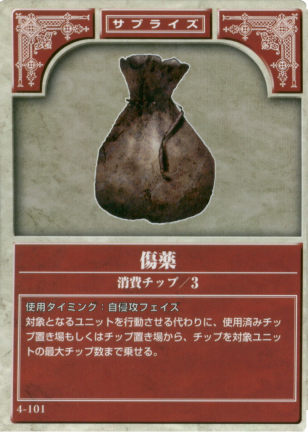 サプライズ
傷薬
消費チップ／3
使用タイミング：自侵攻フェイズ
対象となるユニットを行動させる代わりに、使用済みチッ
プ置き場もしくはチップ置き場から、チップを対象ユニッ
トの最大チップ数まで乗せる。
4-101